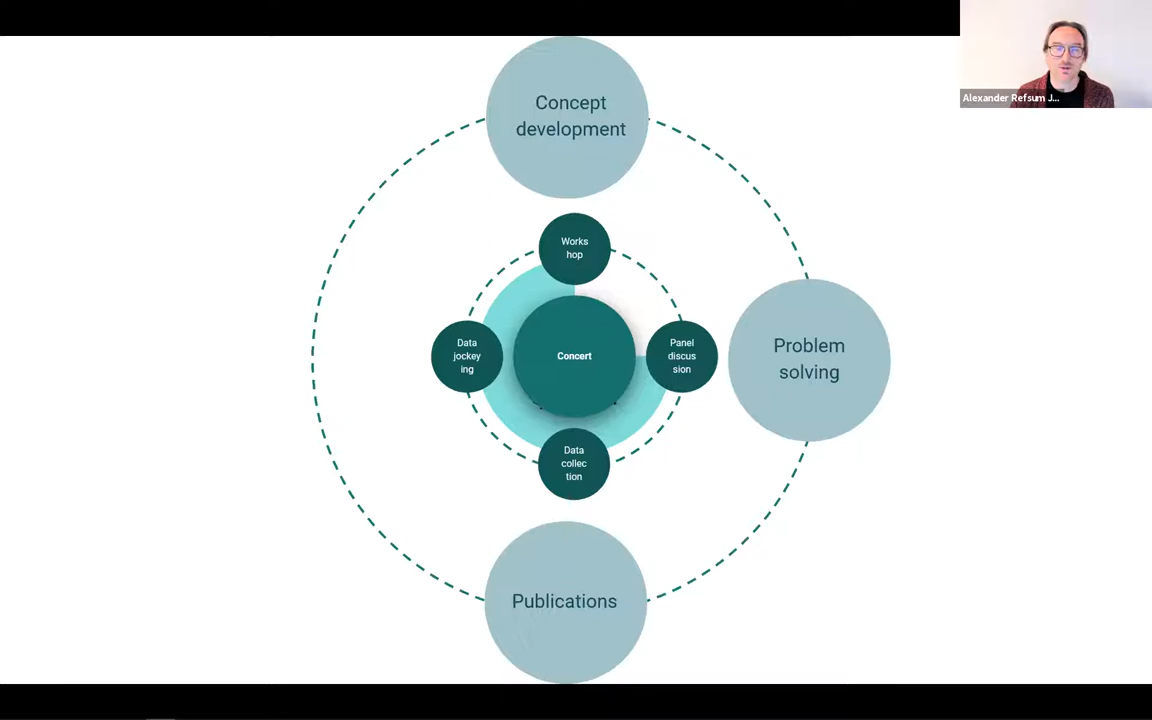 Alexander Refsum J...
Concept
development
Works
hop
Data
jockey
ing
Concert
Panel
discus
sion
Problem
solving
Data
collec
tion
Publications